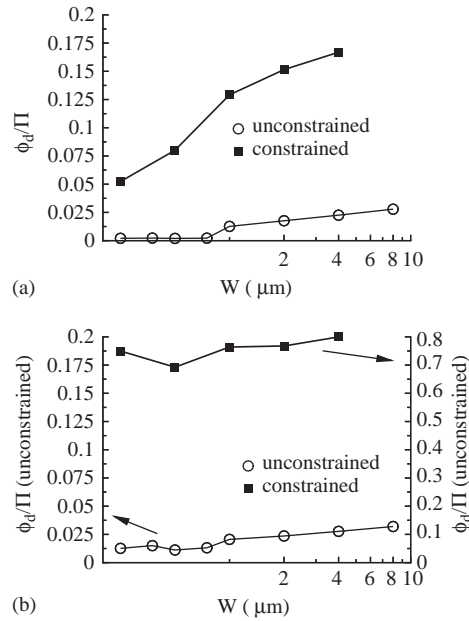 0.2
0.175
0.15
0.125
0.1
0.075
0.05
0.025
0
ϕd/Π
unconstrained
constrained
2 4 6 8 10
(a) W ( μm)
0.2
0.175
0.15
0.125
0.1
0.075
0.05
0.025
0
ϕd/Π (unconstrained)
unconstrained
constrained
0.8
0.7
0.6
0.5
0.4
0.3
0.2
0.1
0
ϕd/Π (unconstrained)
2 4 6 8 10
(b) W ( μm)